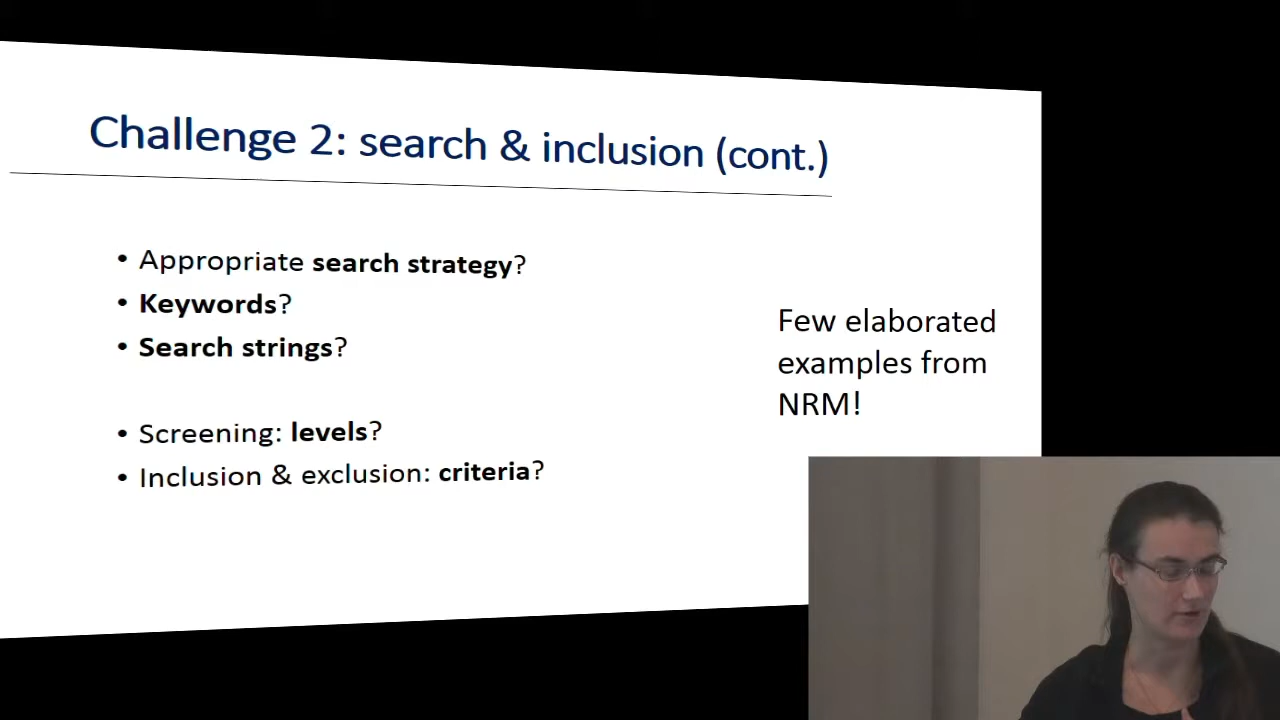 Challenge 2: search & inclusion (cont.)
• Appropriate search strategy?
• Keywords?
• Search strings?
• Screening: levels?
• Inclusion & exclusion: criteria?
Few elaborated
examples from
NRM!